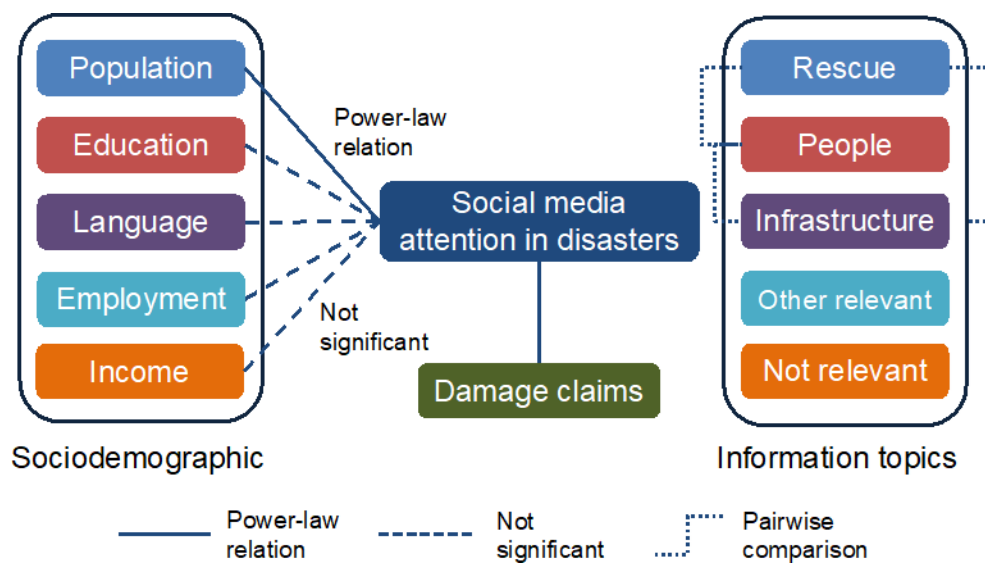 Population
Education
Language
Employment
Income
Sociodemographic
Power-law
relation
Not
significant
Social media
attention in disasters
Damage claims
Rescue
People
Infrastructure
Other relevant
Not relevant
Information topics
Power-law
relation
Not
significant
Pairwise
comparison